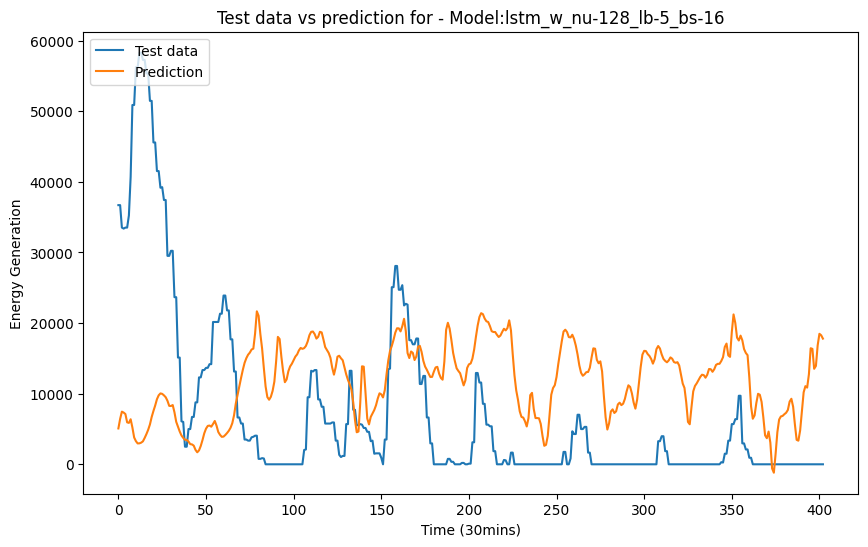 Test data vs prediction for - Model:lstm_w_nu-128_lb-5_bs-16
Test data
Prediction
60000
50000
40000
30000
20000
10000
0
Energy Generation
0 50 100 150 200 250 300 350 400
Time (30mins)